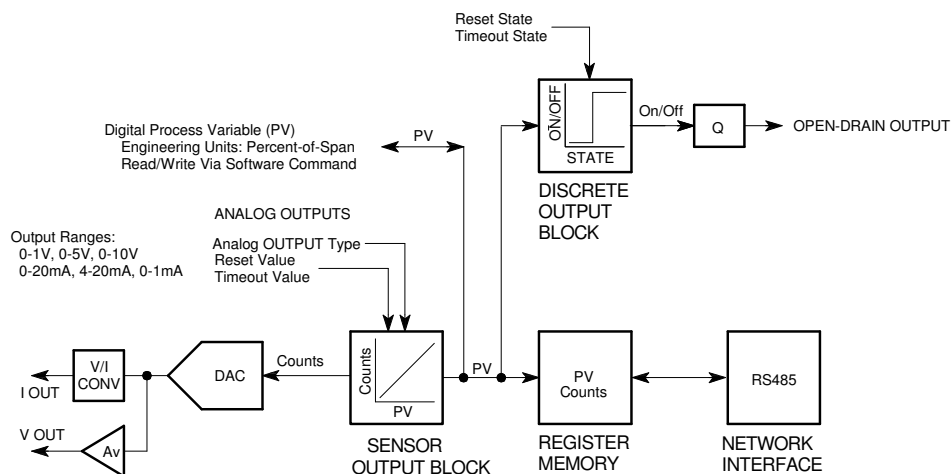 Reset State
Timeout State
ON/OFF
STATE
On/Off
Q
OPEN-DRAIN OUTPUT
DISCRETE
OUTPUT
BLOCK
Digital Process Variable (PV)
Engineering Units: Percent-of-Span
Read/Write Via Software Command
PV
ANALOG OUTPUTS
Output Ranges:
0-1V, 0-5V, 0-10V
0-20mA, 4-20mA, 0-1mA
Analog OUTPUT Type
Reset Value
Timeout Value
I OUT
V/I
CONV
V OUT
Av
DAC
Counts
Counts
PV
SENSOR
OUTPUT BLOCK
PV
PV
Counts
REGISTER
MEMORY
RS485
NETWORK
INTERFACE